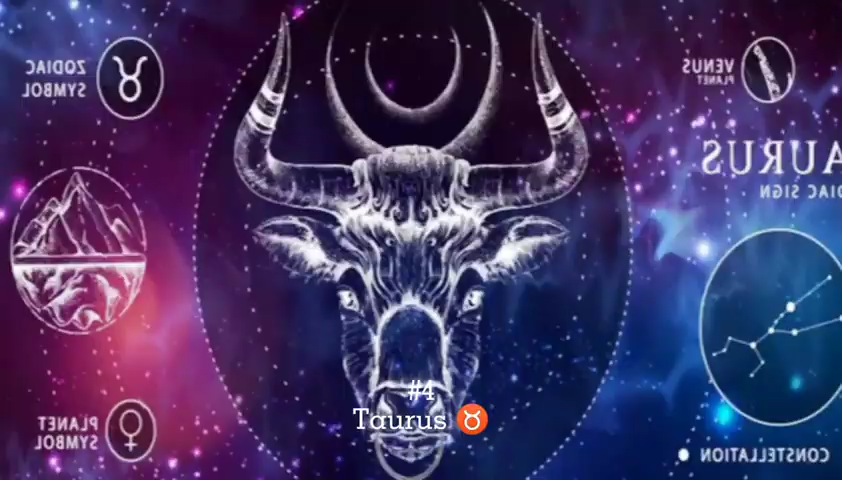 ZODIAC
SYMBOL
VENUS
PLANET
AURUS
DIAC SIGN
#4
Taurus ♉
PLANET
SYMBOL
CONSTELLATION